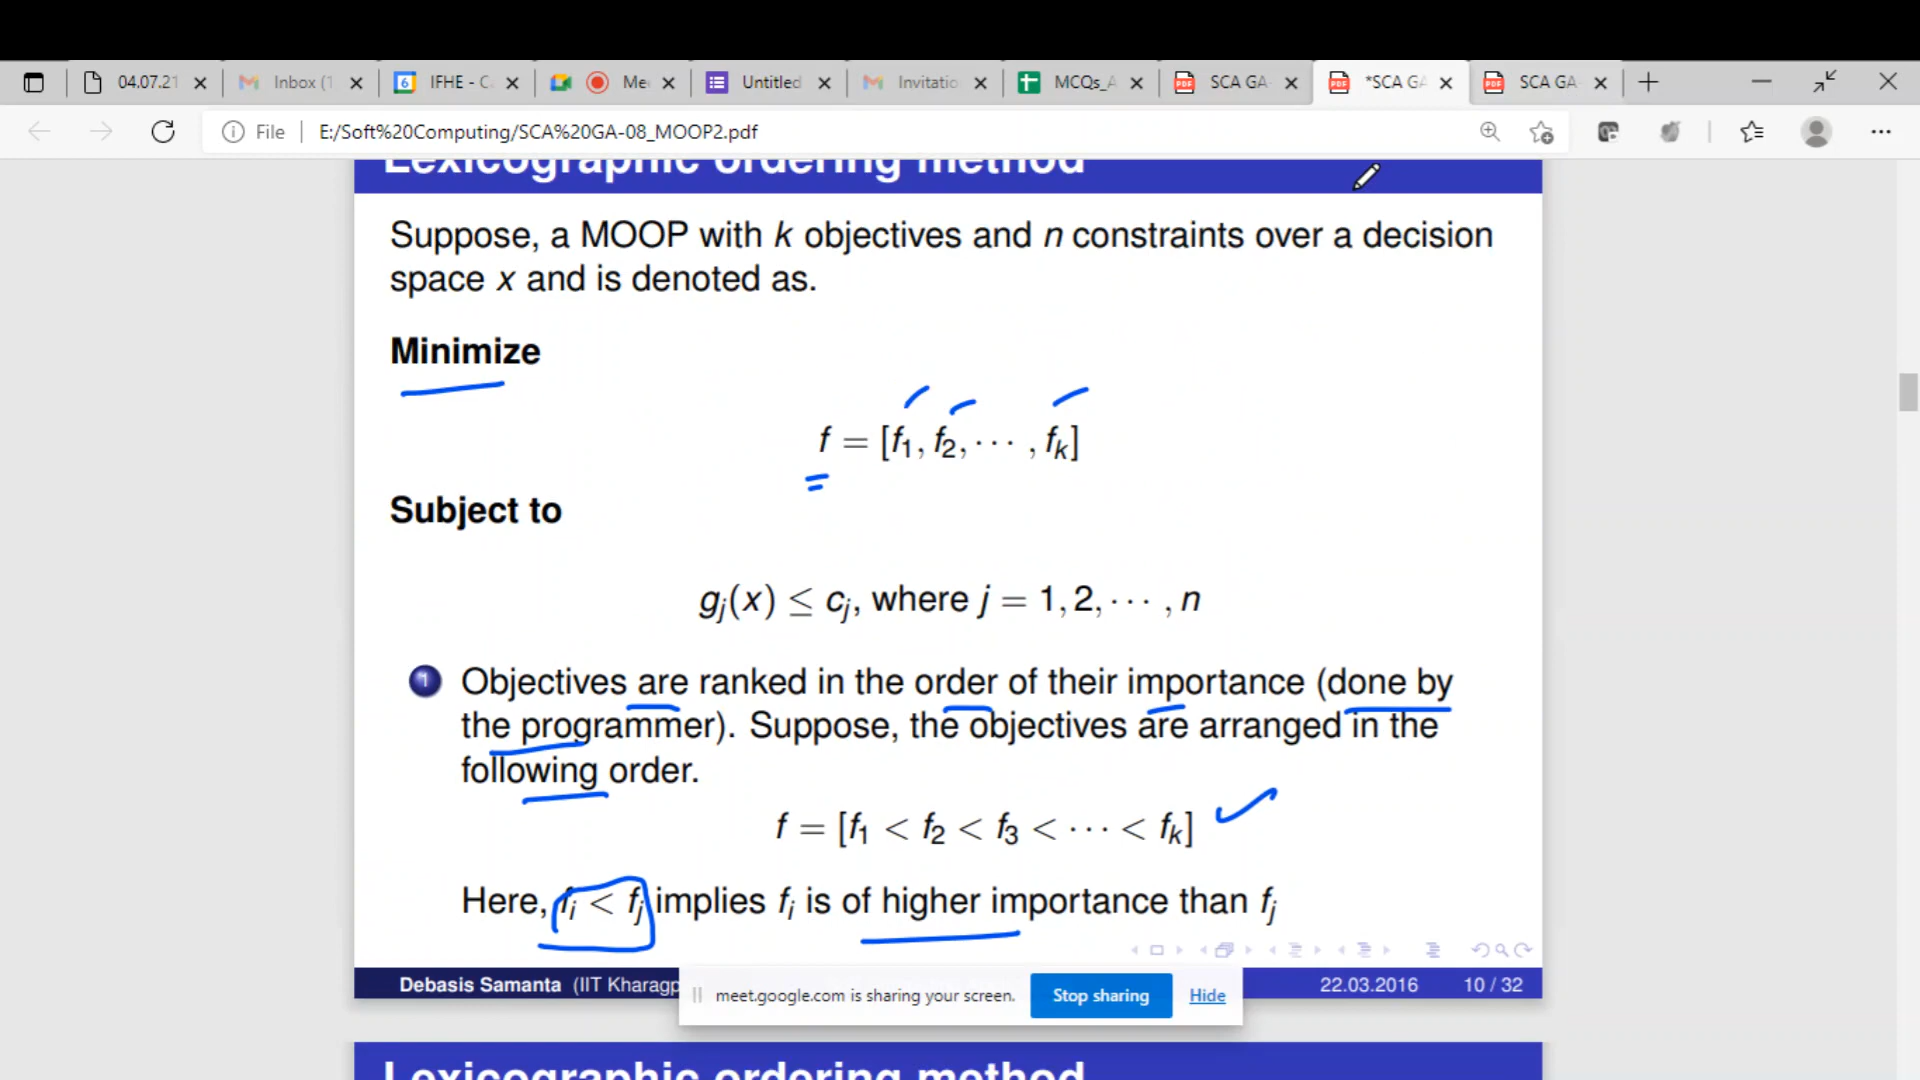 04.07.21
Inbox (1
IFHE - C
Me
Untitled
Invitatio
MCQs_A
SCA GA-
*SCA GA
SCA GA-
File
E:/Soft%20Computing/SCA%20GA-08_MOOP2.pdf
Lexicographic ordering method
Suppose, a MOOP with k objectives and n constraints over a decision
space x and is denoted as.
Minimize
f = [f₁, f₂, ··· , fₖ]
Subject to
gⱼ(x) ≤ cⱼ, where j = 1, 2, ··· , n
1 Objectives are ranked in the order of their importance (done by
the programmer). Suppose, the objectives are arranged in the
following order.
f = [f₁ < f₂ < f₃ < ··· < fₖ]
Here, fᵢ < fⱼ implies fᵢ is of higher importance than fⱼ
Debasis Samanta (IIT Kharagp
22.03.2016
10 / 32
meet.google.com is sharing your screen.
Stop sharing
Hide
Lexicographic ordering method